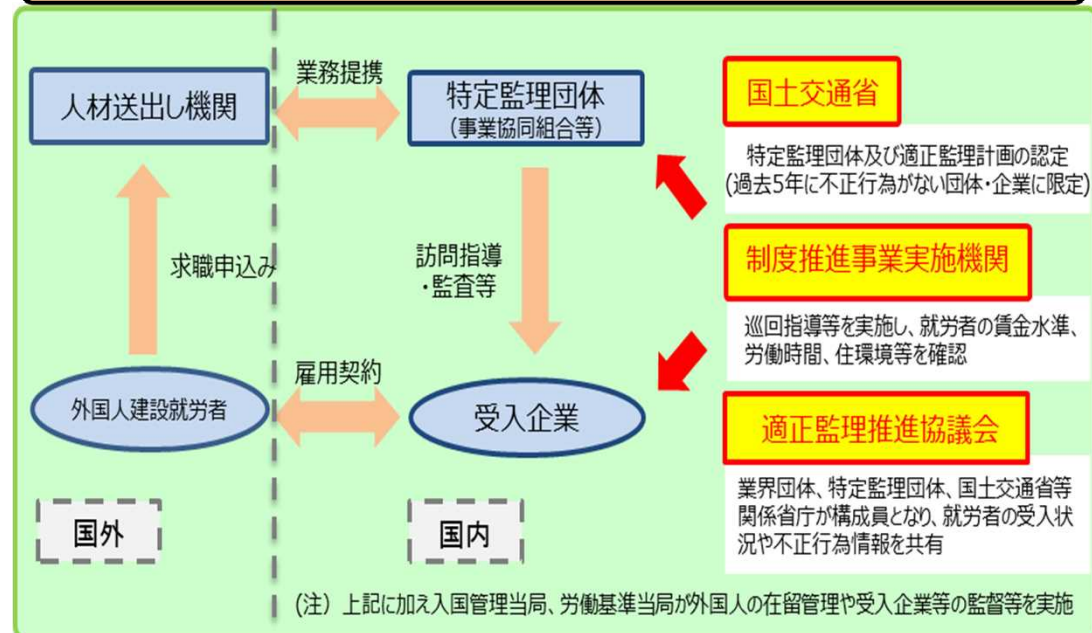 人材送出し機関
業務提携
特定監理団体
(事業協同組合等)
求職申込み
訪問指導
・監査等
外国人建設就労者
雇用契約
受入企業
国外
国内
国土交通省
特定監理団体及び適正監理計画の認定
(過去5年に不正行為がない団体・企業に限定)
制度推進事業実施機関
巡回指導等を実施し、就労者の賃金水準、
労働時間、住環境等を確認
適正監理推進協議会
業界団体、特定監理団体、国土交通省等
関係省庁が構成員となり、就労者の受入状
況や不正行為情報を共有
(注) 上記に加え入国管理当局、労働基準当局が外国人の在留管理や受入企業等の監督等を実施